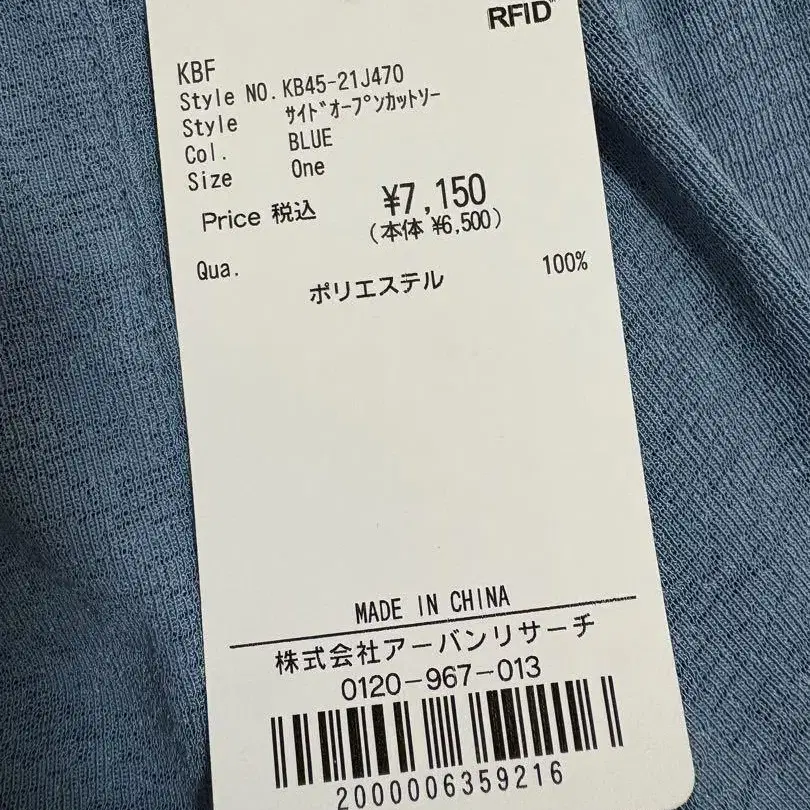 RFID
KBF
Style NO. KB45-21J470
Style ｻｲﾄﾞｵｰﾌﾟﾝｶｯﾄｿｰ
Col. BLUE
Size One
Price 税込 ¥7,150
(本体 ¥6,500)
Qua.
ポリエステル 100%
MADE IN CHINA
株式会社アーバンリサーチ
0120-967-013
2000006359216